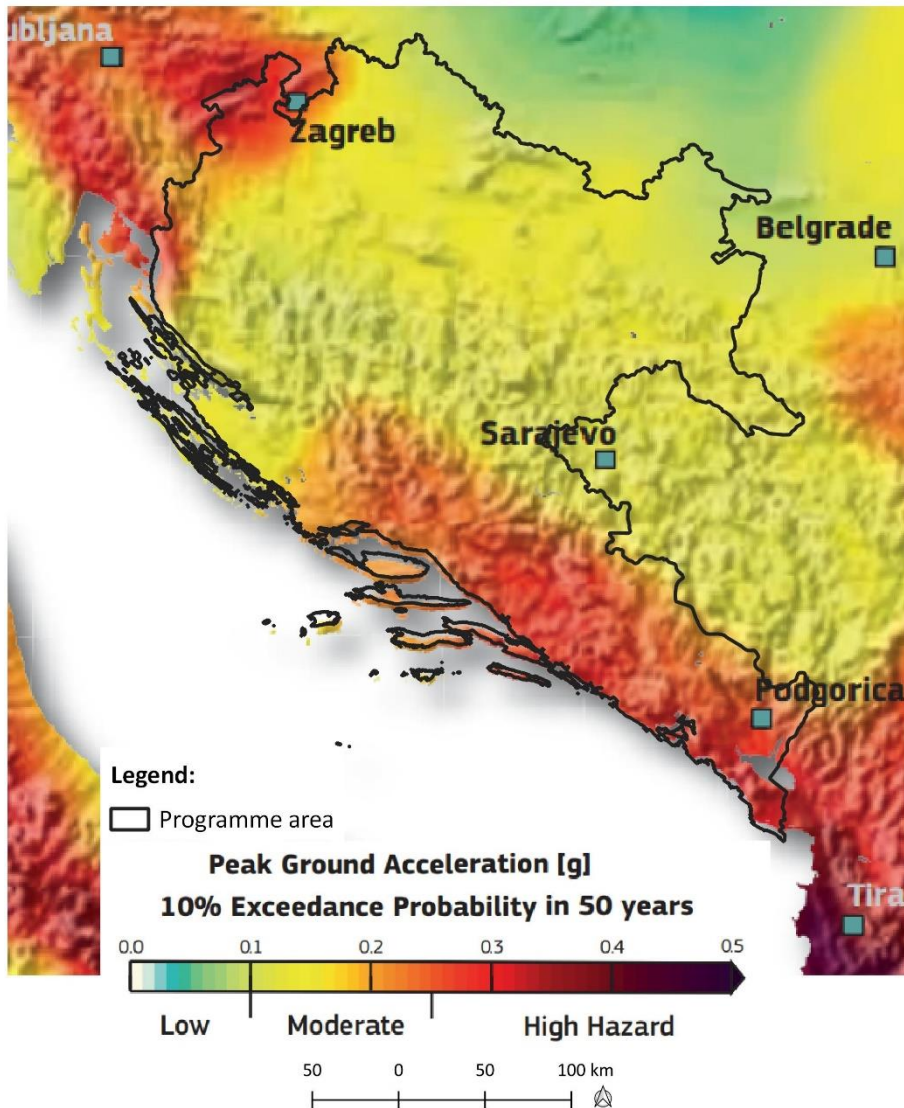 ubljana
Zagreb
Belgrade
Sarajevo
Podgorica
Legend:
Programme area
Peak Ground Acceleration [g]
10% Exceedance Probability in 50 years
0.0 0.1 0.2 0.3 0.4 0.5
Low Moderate High Hazard
Tira
50 0 50 100 km